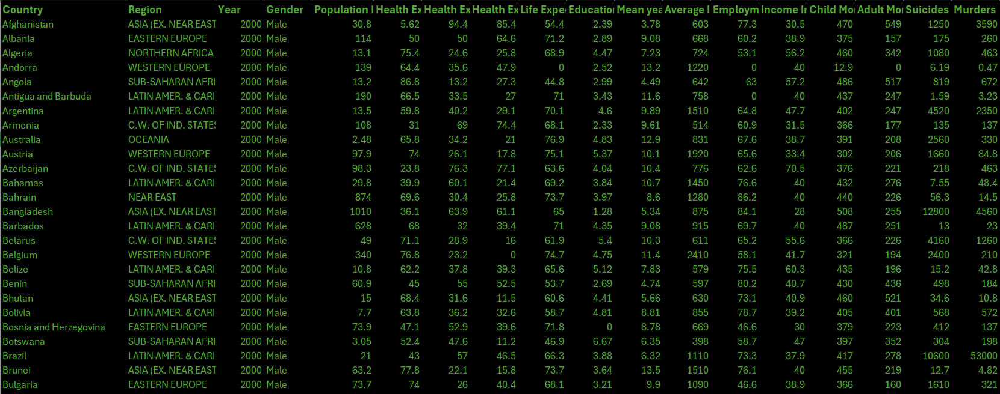 Country Region Year Gender Population I Health Ex Health Ex Health Ex Life Expe Education Mean yea Average I Employm Income In Child Mo Adult Mo Suicides Murders
Afghanistan ASIA (EX. NEAR EAST 2000 Male 30.8 5.62 94.4 85.4 54.4 2.39 3.78 603 77.3 30.5 470 549 1250 3590
Albania EASTERN EUROPE 2000 Male 114 50 50 64.6 71.2 2.89 9.08 668 60.2 38.9 375 157 175 260
Algeria NORTHERN AFRICA 2000 Male 13.1 75.4 24.6 25.8 68.9 4.47 7.23 724 53.1 56.2 460 342 1080 463
Andorra WESTERN EUROPE 2000 Male 139 64.4 35.6 47.9 0 2.52 13.2 1220 0 40 12.9 0 6.19 0.47
Angola SUB-SAHARAN AFRI 2000 Male 13.2 86.8 13.2 27.3 44.8 2.99 4.49 642 63 57.2 486 517 819 672
Antigua and Barbuda LATIN AMER. & CARI 2000 Male 190 66.5 33.5 27 71 3.43 11.6 758 0 40 437 247 1.59 3.23
Argentina LATIN AMER. & CARI 2000 Male 13.5 59.8 40.2 29.1 70.1 4.6 9.89 1510 64.8 47.7 402 247 4520 2350
Armenia C.W. OF IND. STATES 2000 Male 108 31 69 74.4 68.1 2.33 9.61 514 60.9 31.5 366 177 135 137
Australia OCEANIA 2000 Male 2.48 65.8 34.2 21 76.9 4.83 12.9 831 67.6 38.7 391 208 2560 330
Austria WESTERN EUROPE 2000 Male 97.9 74 26.1 17.8 75.1 5.37 10.1 1920 65.6 33.4 302 206 1660 84.8
Azerbaijan C.W. OF IND. STATES 2000 Male 98.3 23.8 76.3 77.1 63.6 4.04 10.4 776 62.6 70.5 376 221 218 463
Bahamas LATIN AMER. & CARI 2000 Male 29.8 39.9 60.1 21.4 69.2 3.84 10.7 1450 76.6 40 432 276 7.55 48.4
Bahrain NEAR EAST 2000 Male 874 69.6 30.4 25.8 73.7 3.97 8.6 1280 86.2 40 440 226 56.3 14.5
Bangladesh ASIA (EX. NEAR EAST 2000 Male 1010 36.1 63.9 61.1 65 1.28 5.34 875 84.1 28 508 255 12800 4560
Barbados LATIN AMER. & CARI 2000 Male 628 68 32 39.4 71 4.35 9.08 915 69.7 40 487 251 13 23
Belarus C.W. OF IND. STATES 2000 Male 49 71.1 28.9 16 61.9 5.4 10.3 611 65.2 55.6 366 226 4160 1260
Belgium WESTERN EUROPE 2000 Male 340 76.8 23.2 0 74.7 4.75 11.4 2410 58.1 41.7 321 194 2400 210
Belize LATIN AMER. & CARI 2000 Male 10.8 62.2 37.8 39.3 65.6 5.12 7.83 579 75.5 60.3 435 196 15.2 42.8
Benin SUB-SAHARAN AFRI 2000 Male 60.9 45 55 52.5 53.7 2.69 4.74 597 80.2 40.7 430 436 498 184
Bhutan ASIA (EX. NEAR EAST 2000 Male 15 68.4 31.6 11.5 60.6 4.41 5.66 630 73.1 40.9 460 521 34.6 10.8
Bolivia LATIN AMER. & CARI 2000 Male 7.7 63.8 36.2 32.6 58.7 4.81 8.81 855 78.7 39.2 405 401 568 572
Bosnia and Herzegovina EASTERN EUROPE 2000 Male 73.9 47.1 52.9 39.6 71.8 0 8.78 669 46.6 30 379 223 412 137
Botswana SUB-SAHARAN AFRI 2000 Male 3.05 52.4 47.6 11.2 46.9 6.67 6.35 398 58.7 47 397 352 304 198
Brazil LATIN AMER. & CARI 2000 Male 21 43 57 46.5 66.3 3.88 6.32 1110 73.3 37.9 417 278 10600 53000
Brunei ASIA (EX. NEAR EAST 2000 Male 63.2 77.8 22.1 15.8 73.7 3.64 13.5 1510 76.1 40 455 219 12.7 4.82
Bulgaria EASTERN EUROPE 2000 Male 73.7 74 26 40.4 68.1 3.21 9.9 1090 46.6 38.9 366 160 1610 321